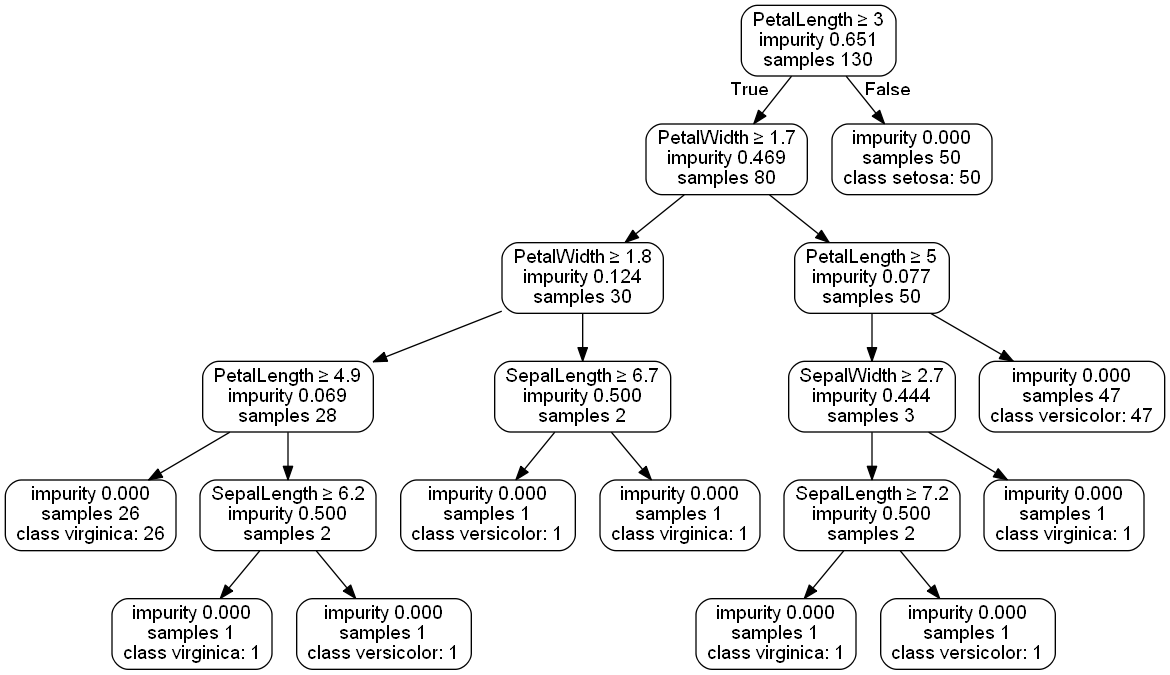 PetalLength ≥ 3
impurity 0.651
samples 130
True
False
PetalWidth ≥ 1.7
impurity 0.469
samples 80
impurity 0.000
samples 50
class setosa: 50
PetalWidth ≥ 1.8
impurity 0.124
samples 30
PetalLength ≥ 5
impurity 0.077
samples 50
PetalLength ≥ 4.9
impurity 0.069
samples 28
SepalLength ≥ 6.7
impurity 0.500
samples 2
SepalWidth ≥ 2.7
impurity 0.444
samples 3
impurity 0.000
samples 47
class versicolor: 47
impurity 0.000
samples 26
class virginica: 26
SepalLength ≥ 6.2
impurity 0.500
samples 2
impurity 0.000
samples 1
class versicolor: 1
impurity 0.000
samples 1
class virginica: 1
SepalLength ≥ 7.2
impurity 0.500
samples 2
impurity 0.000
samples 1
class virginica: 1
impurity 0.000
samples 1
class virginica: 1
impurity 0.000
samples 1
class versicolor: 1
impurity 0.000
samples 1
class virginica: 1
impurity 0.000
samples 1
class versicolor: 1